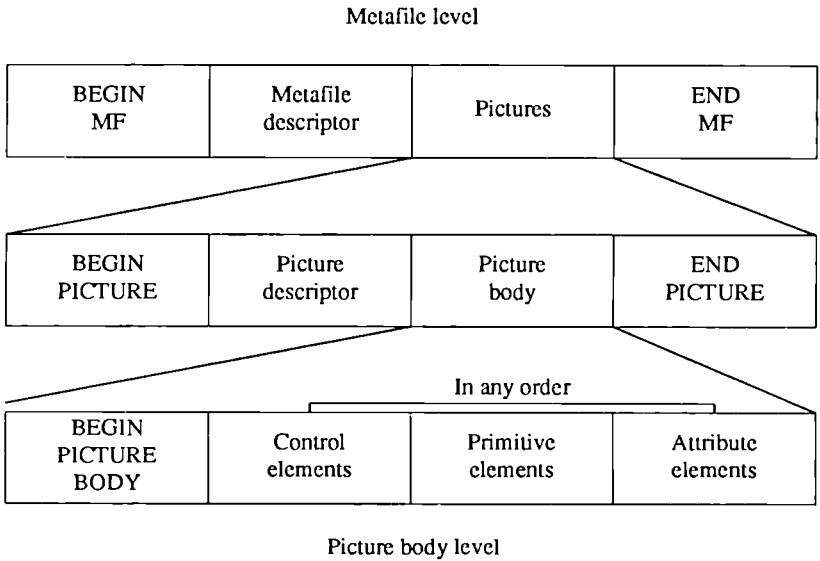 Metafile level
BEGIN
MF
Metafile
descriptor
Pictures
END
MF
BEGIN
PICTURE
Picture
descriptor
Picture
body
END
PICTURE
In any order
BEGIN
PICTURE
BODY
Control
elements
Primitive
elements
Attribute
elements
Picture body level